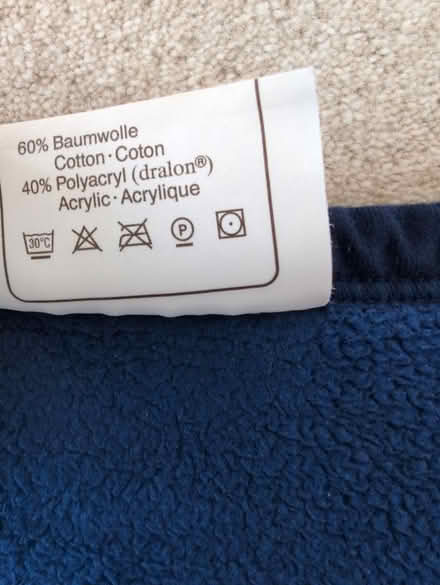 60% Baumwolle
Cotton · Coton
40% Polyacryl (dralon®)
Acrylic · Acrylique
30°C P